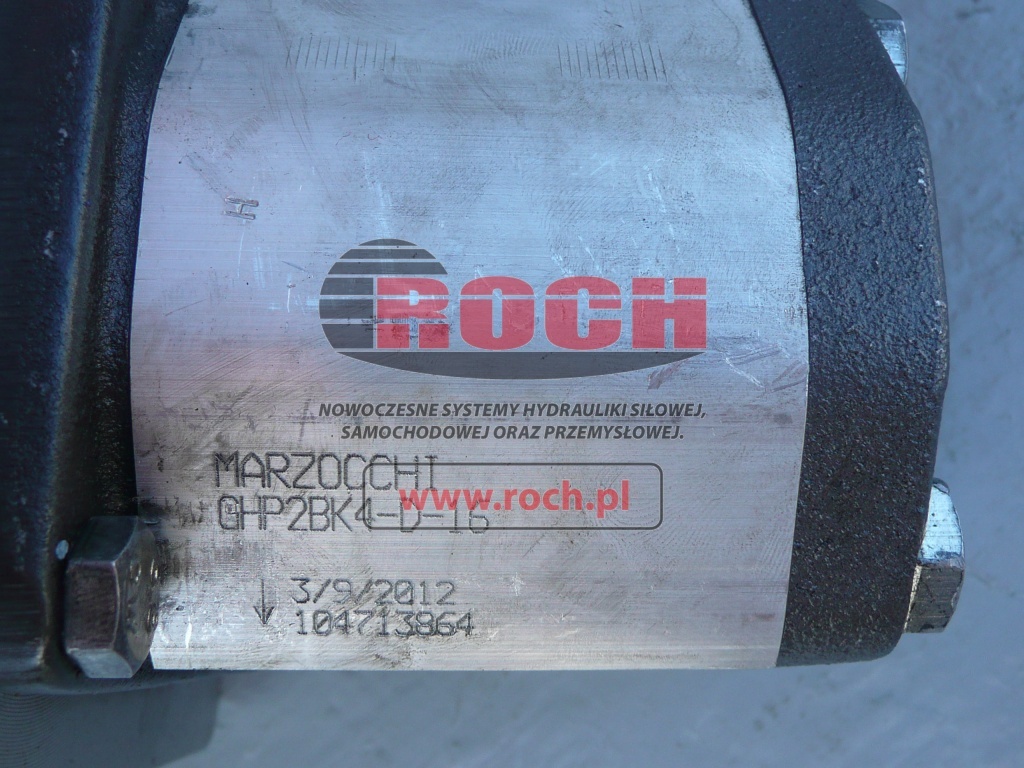 H
ROCH
NOWOCZESNE SYSTEMY HYDRAULIKI SIŁOWEJ,
SAMOCHODOWEJ ORAZ PRZEMYSŁOWEJ.
MARZOCCHI
www.roch.pl
GHP2BK4-D-16
3/9/2012
104713864